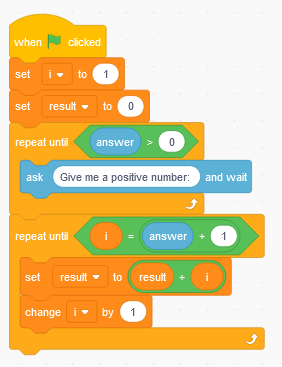 when clicked
set i to 1
set result to 0
repeat until answer > 0
ask Give me a positive number: and wait
repeat until i = answer + 1
set result to result + i
change i by 1